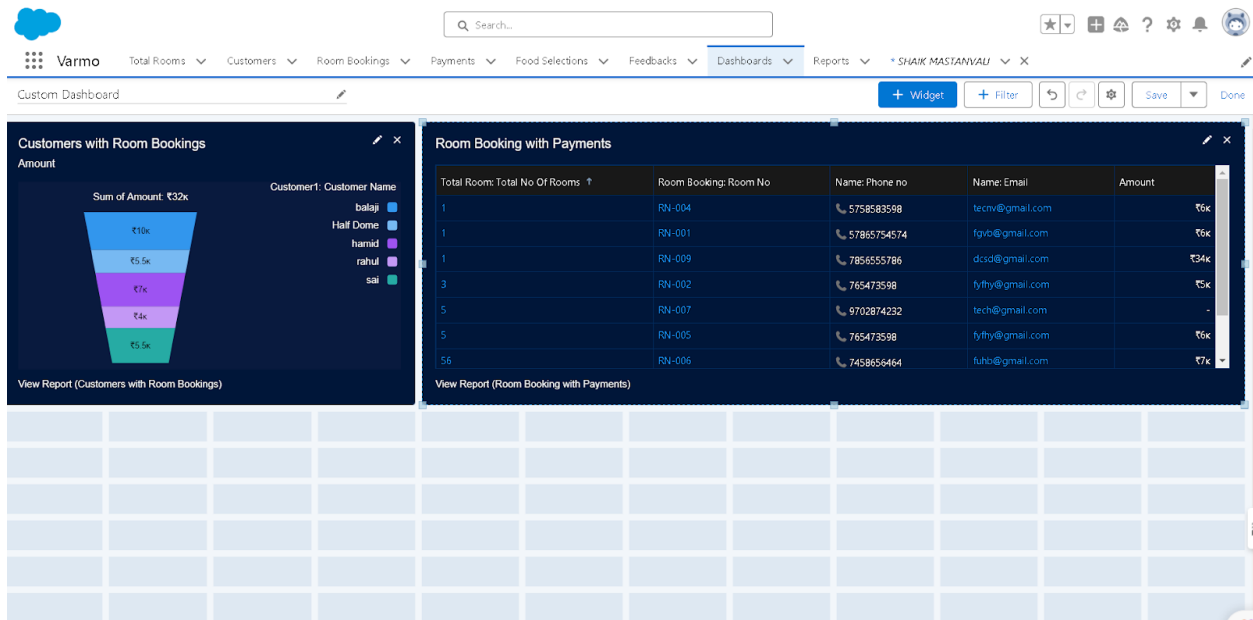 Search...
Varmo Total Rooms Customers Room Bookings Payments Food Selections Feedbacks Dashboards Reports * SHAIK MASTANVALI
Custom Dashboard + Widget + Filter Save Done
Customers with Room Bookings
Amount
Sum of Amount: ₹32K
Customer1: Customer Name
balaji
Half Dome
hamid
rahul
sai
₹10K
₹5.5K
₹7K
₹4K
₹5.5K
View Report (Customers with Room Bookings)
Room Booking with Payments
Total Room: Total No Of Rooms ↑ Room Booking: Room No Name: Phone no Name: Email Amount
1 RN-004 5758583598 tecnv@gmail.com ₹6K
1 RN-001 57865754574 fgvb@gmail.com ₹6K
1 RN-009 7856555786 dcsd@gmail.com ₹34K
3 RN-002 765473598 fyfhy@gmail.com ₹5K
5 RN-007 9702874232 tech@gmail.com -
5 RN-005 765473598 fyfhy@gmail.com ₹6K
56 RN-006 7458656464 fuhb@gmail.com ₹7K
View Report (Room Booking with Payments)